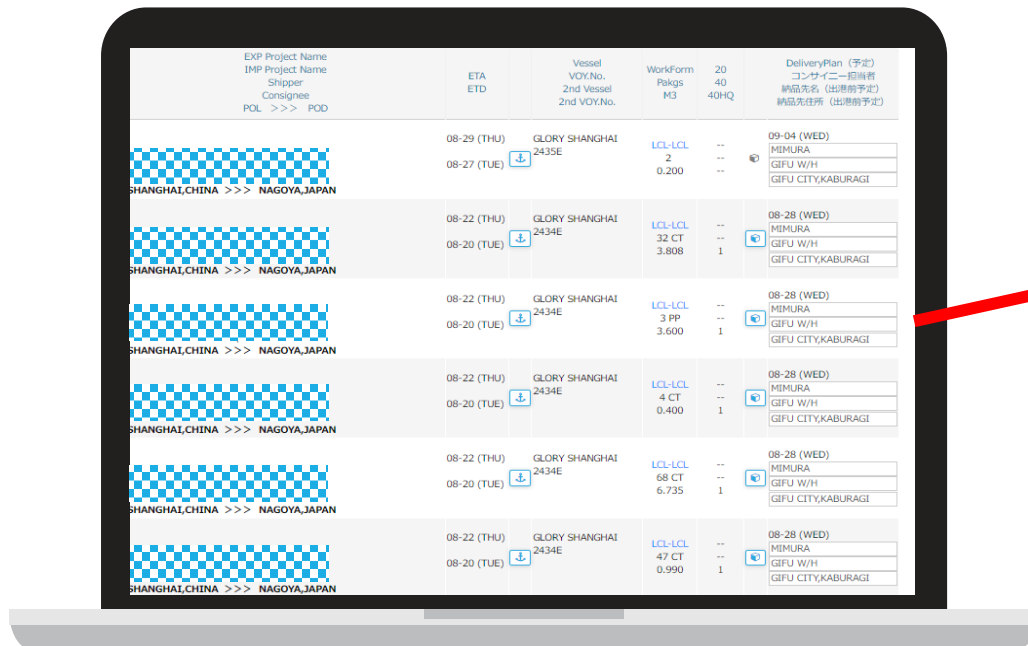 EXP Project Name
IMP Project Name
Shipper
Consignee
POL >>> POD
ETA
ETD
Vessel
VOY.No.
2nd Vessel
2nd VOY.No.
WorkForm
Pakgs
M3
20
40
40HQ
DeliveryPlan（予定）
コンサイニー担当者
納品先名（出港前予定）
納品先住所（出港前予定）
SHANGHAI,CHINA >>> NAGOYA,JAPAN
08-29 (THU)
08-27 (TUE)
GLORY SHANGHAI
2435E
LCL-LCL
2
0.200
--
--
--
09-04 (WED)
MIMURA
GIFU W/H
GIFU CITY,KABURAGI
SHANGHAI,CHINA >>> NAGOYA,JAPAN
08-22 (THU)
08-20 (TUE)
GLORY SHANGHAI
2434E
LCL-LCL
32 CT
3.808
--
--
1
08-28 (WED)
MIMURA
GIFU W/H
GIFU CITY,KABURAGI
SHANGHAI,CHINA >>> NAGOYA,JAPAN
08-22 (THU)
08-20 (TUE)
GLORY SHANGHAI
2434E
LCL-LCL
3 PP
3.600
--
--
1
08-28 (WED)
MIMURA
GIFU W/H
GIFU CITY,KABURAGI
SHANGHAI,CHINA >>> NAGOYA,JAPAN
08-22 (THU)
08-20 (TUE)
GLORY SHANGHAI
2434E
LCL-LCL
4 CT
0.400
--
--
1
08-28 (WED)
MIMURA
GIFU W/H
GIFU CITY,KABURAGI
SHANGHAI,CHINA >>> NAGOYA,JAPAN
08-22 (THU)
08-20 (TUE)
GLORY SHANGHAI
2434E
LCL-LCL
68 CT
6.735
--
--
1
08-28 (WED)
MIMURA
GIFU W/H
GIFU CITY,KABURAGI
SHANGHAI,CHINA >>> NAGOYA,JAPAN
08-22 (THU)
08-20 (TUE)
GLORY SHANGHAI
2434E
LCL-LCL
47 CT
0.990
--
--
1
08-28 (WED)
MIMURA
GIFU W/H
GIFU CITY,KABURAGI